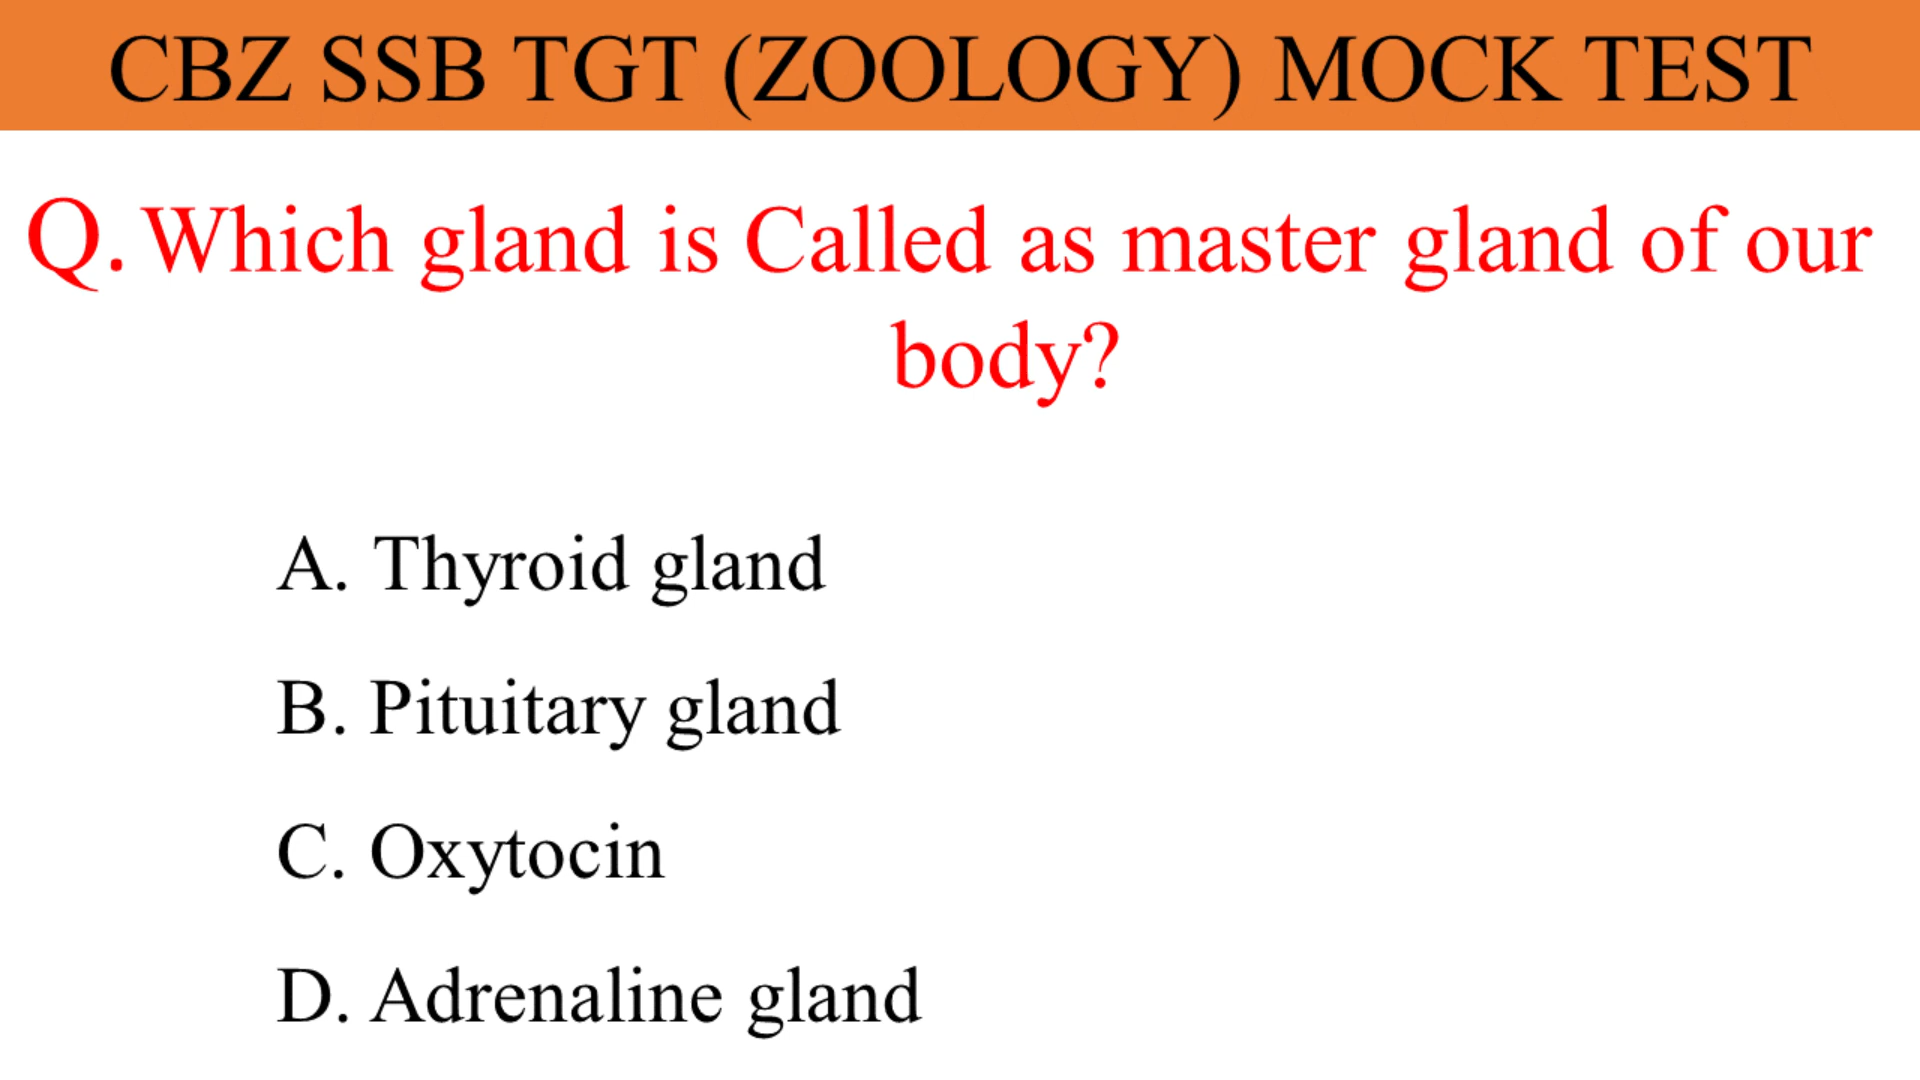 CBZ SSB TGT (ZOOLOGY) MOCK TEST
Q. Which gland is Called as master gland of our
body?
A. Thyroid gland
B. Pituitary gland
C. Oxytocin
D. Adrenaline gland